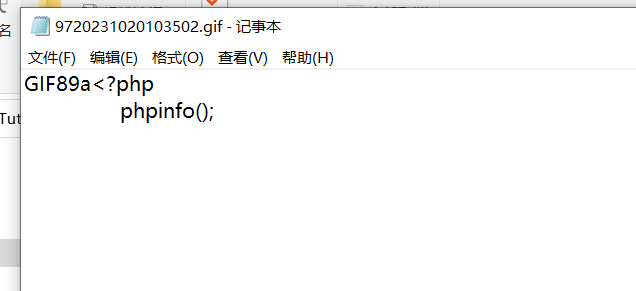 9720231020103502.gif - 记事本
名
文件(F) 编辑(E) 格式(O) 查看(V) 帮助(H)
GIF89a<?php
phpinfo();
Tut